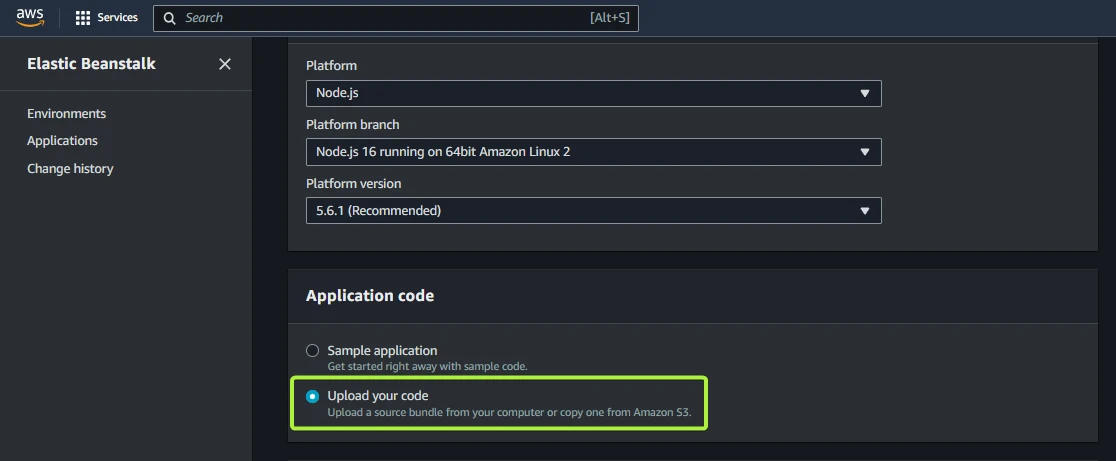 aws
Services
Search
[Alt+S]
Elastic Beanstalk
Environments
Applications
Change history
Platform
Node.js
Platform branch
Node.js 16 running on 64bit Amazon Linux 2
Platform version
5.6.1 (Recommended)
Application code
Sample application
Get started right away with sample code.
Upload your code
Upload a source bundle from your computer or copy one from Amazon S3.